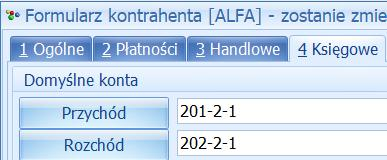 Formularz kontrahenta [ALFA] - zostanie zmie
1 Ogólne 2 Płatności 3 Handlowe 4 Księgowe
Domyślne konta
Przychód 201-2-1
Rozchód 202-2-1